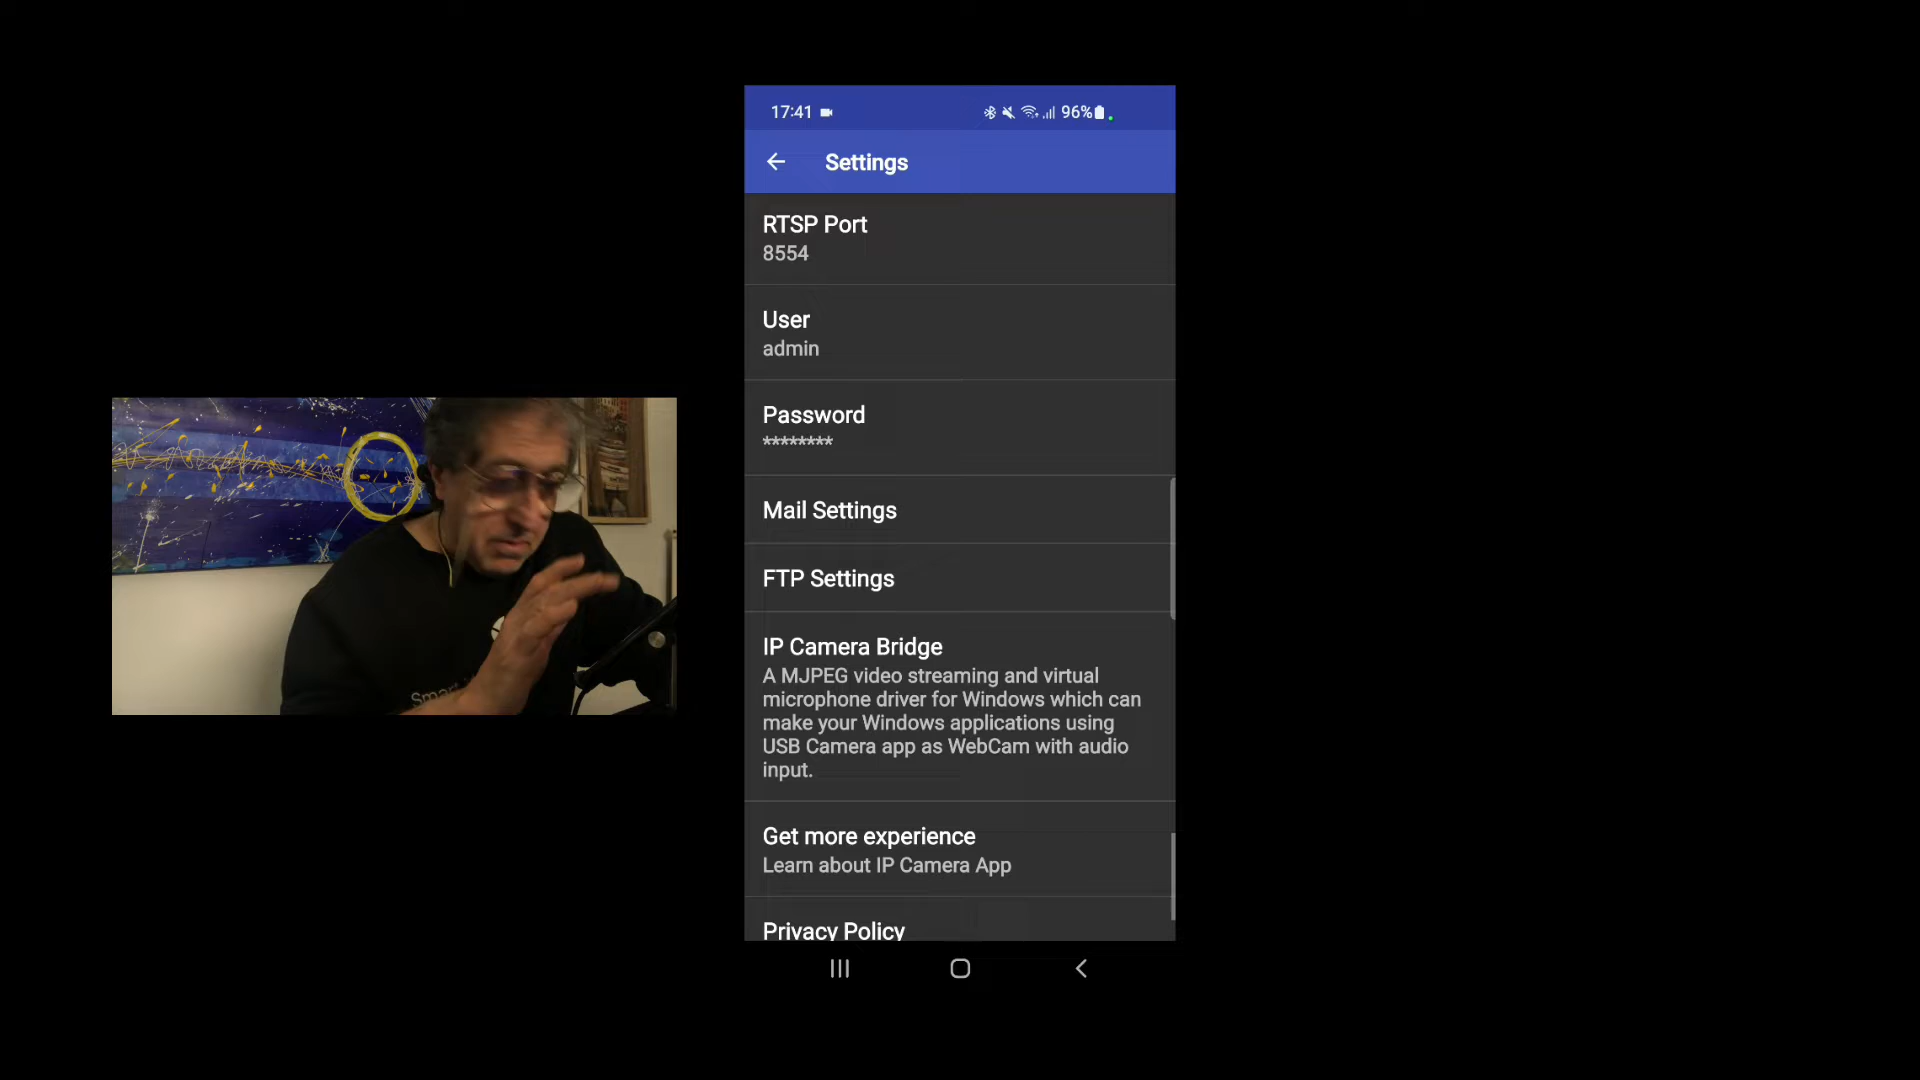 17:41
96%
Settings
RTSP Port
8554
User
admin
Password
********
Mail Settings
FTP Settings
IP Camera Bridge
A MJPEG video streaming and virtual
microphone driver for Windows which can
make your Windows applications using
USB Camera app as WebCam with audio
input.
Get more experience
Learn about IP Camera App
Privacy Policy
Smart